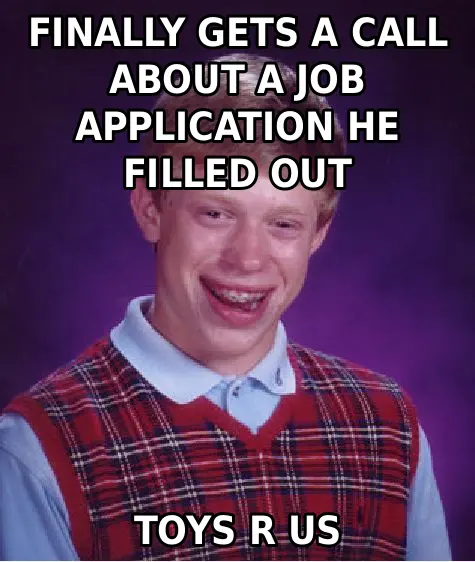 FINALLY GETS A CALL
ABOUT A JOB
APPLICATION HE
FILLED OUT
TOYS R US